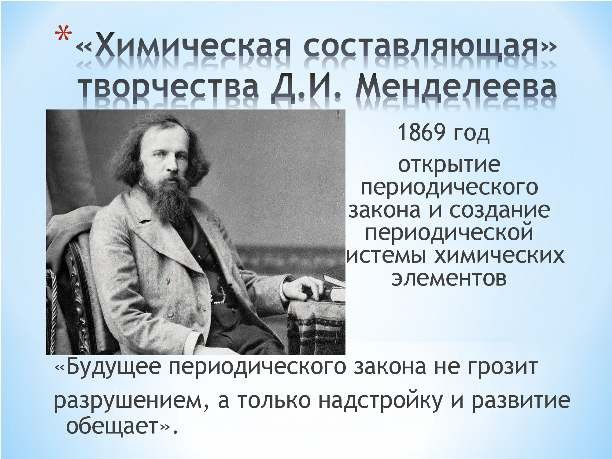 * «Химическая составляющая»
творчества Д.И. Менделеева
1869 год
открытие
периодического
закона и создание
периодической
истемы химических
элементов
«Будущее периодического закона не грозит
разрушением, а только надстройку и развитие
обещает».